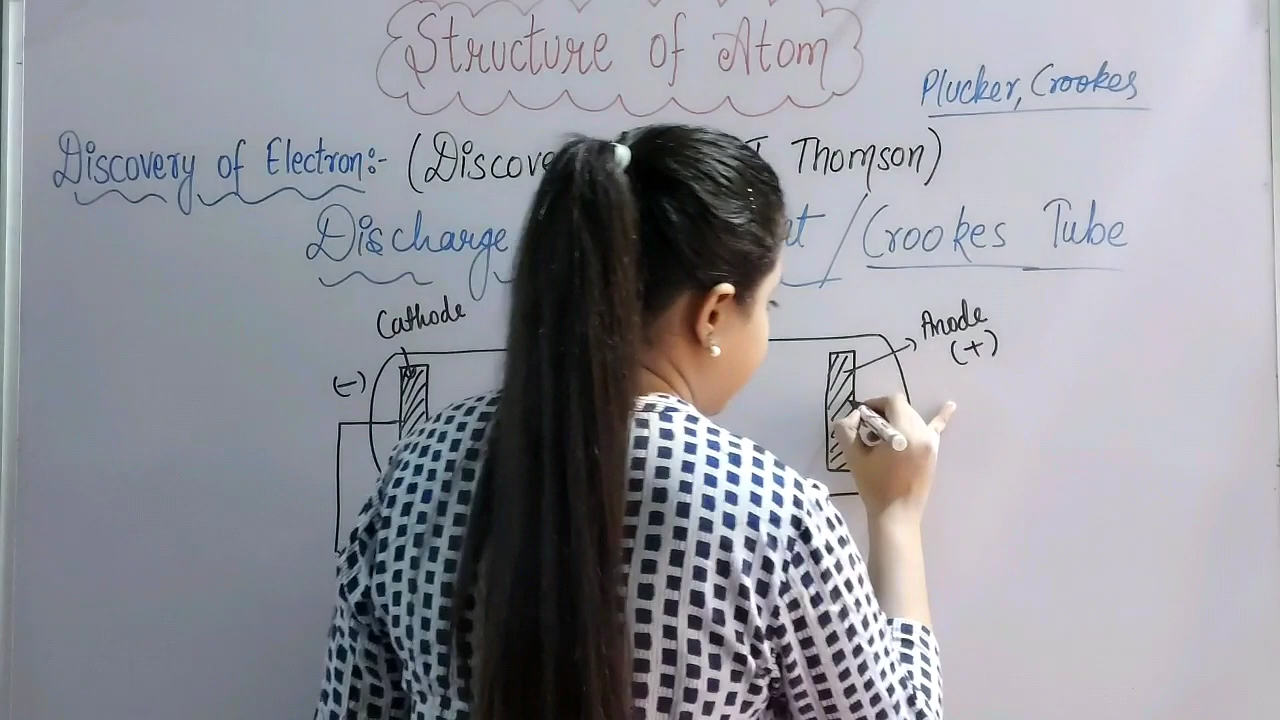 Structure of Atom
Plucker, Crookes
Discovery of Electron:- (Discove Thomson)
Discharge / Crookes Tube
Cathode
(-)
Anode
(+)